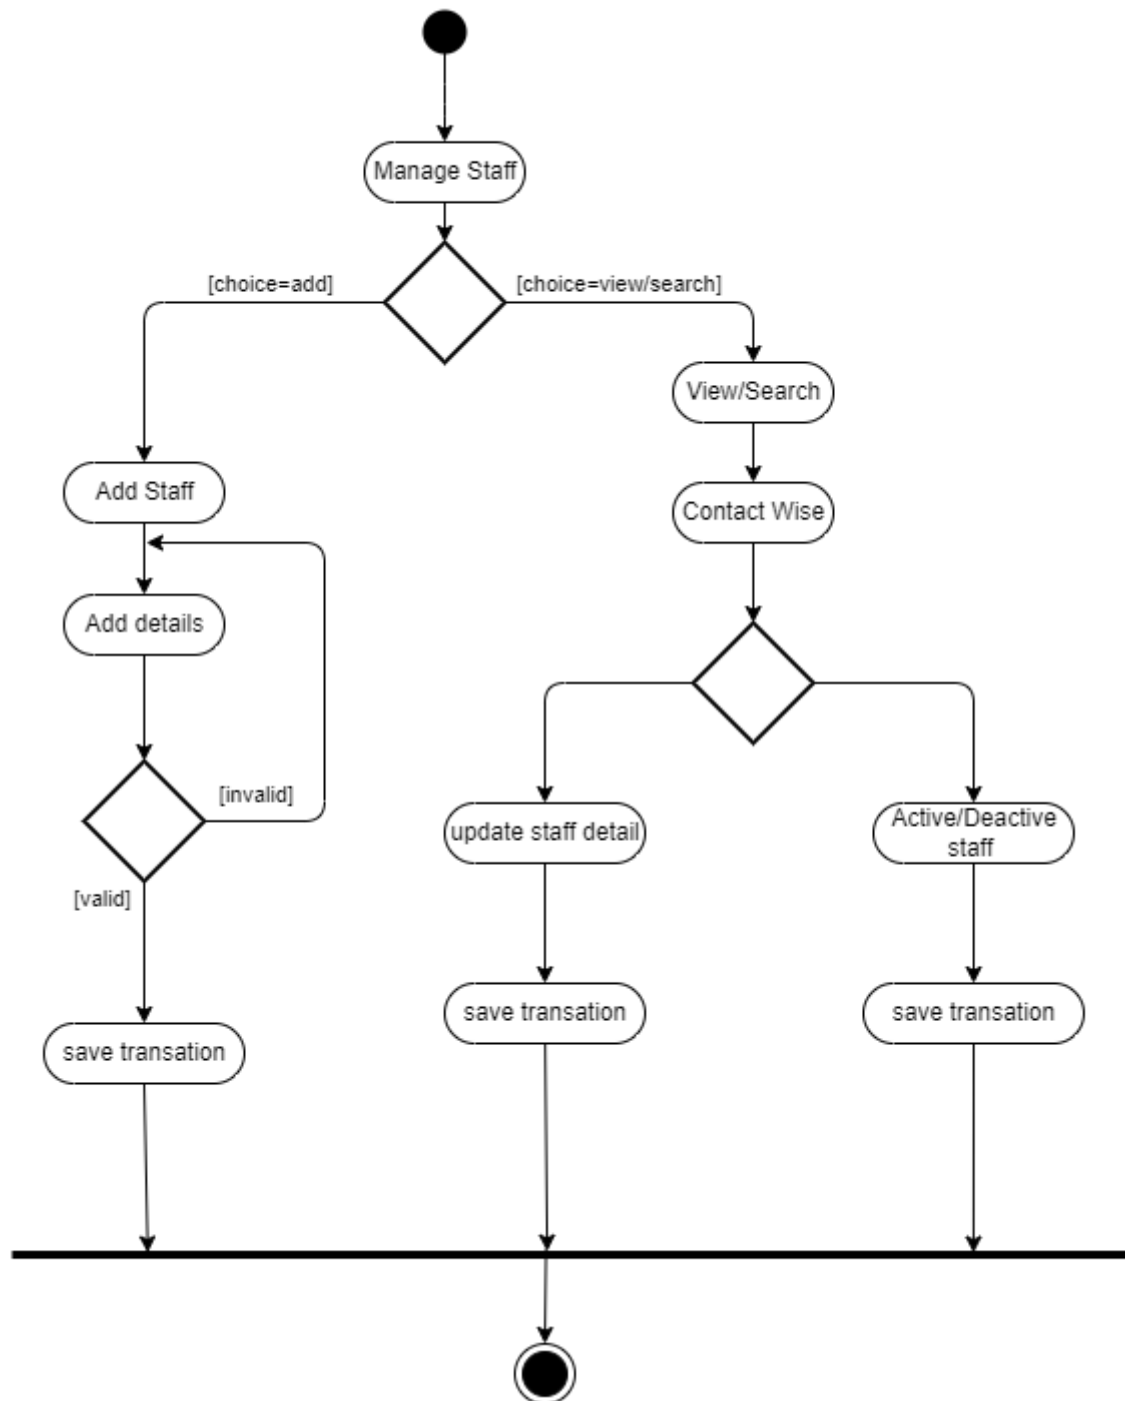 Manage Staff
[choice=add]
[choice=view/search]
View/Search
Add Staff
Contact Wise
Add details
[invalid]
update staff detail
Active/Deactive
staff
[valid]
save transation
save transation
save transation